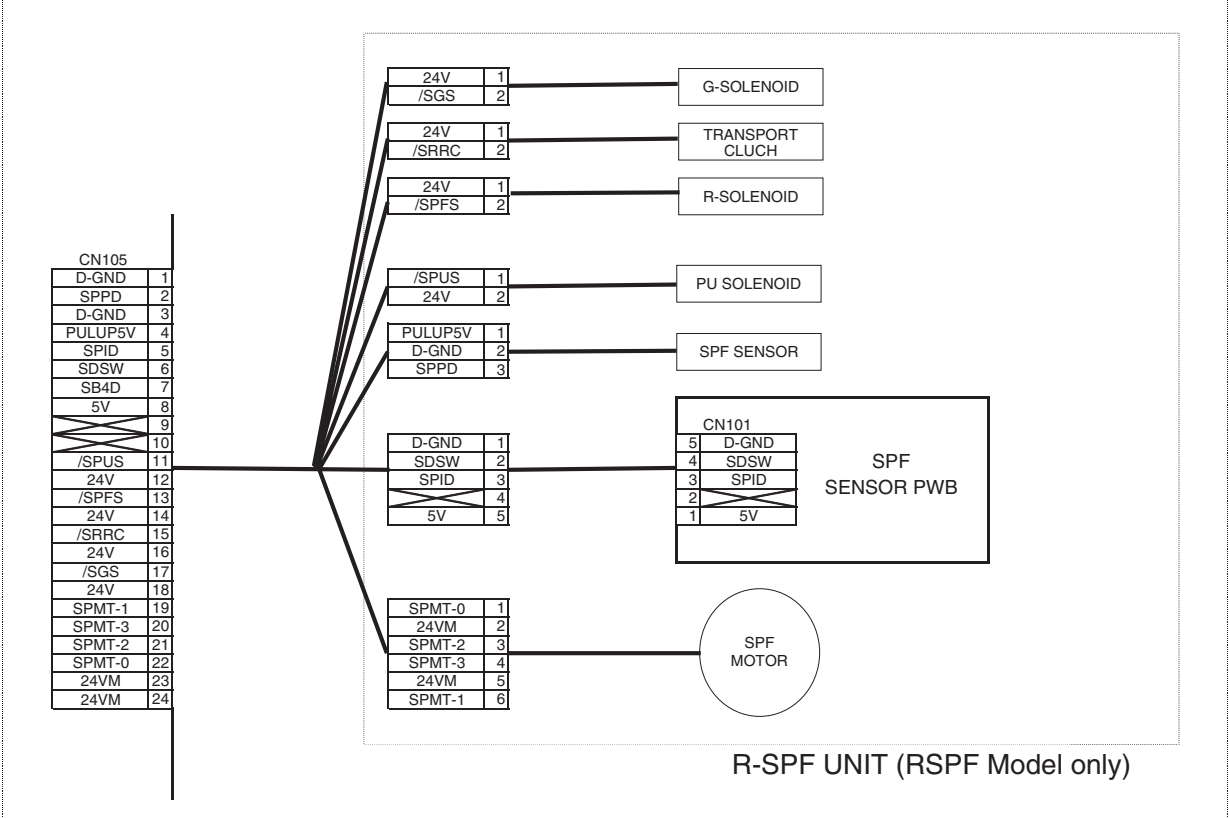 24V 1
/SGS 2
G-SOLENOID
24V 1
/SRRC 2
TRANSPORT
CLUCH
24V 1
/SPFS 2
R-SOLENOID
CN105
D-GND 1
SPPD 2
D-GND 3
PULUP5V 4
SPID 5
SDSW 6
SB4D 7
5V 8
9
10
/SPUS 11
24V 12
/SPFS 13
24V 14
/SRRC 15
24V 16
/SGS 17
24V 18
SPMT-1 19
SPMT-3 20
SPMT-2 21
SPMT-0 22
24VM 23
24VM 24
/SPUS 1
24V 2
PU SOLENOID
PULUP5V 1
D-GND 2
SPPD 3
SPF SENSOR
D-GND 1
SDSW 2
SPID 3
4
5V 5
CN101
5 D-GND
4 SDSW
3 SPID
2
1 5V
SPF
SENSOR PWB
SPMT-0 1
24VM 2
SPMT-2 3
SPMT-3 4
24VM 5
SPMT-1 6
SPF
MOTOR
R-SPF UNIT (RSPF Model only)